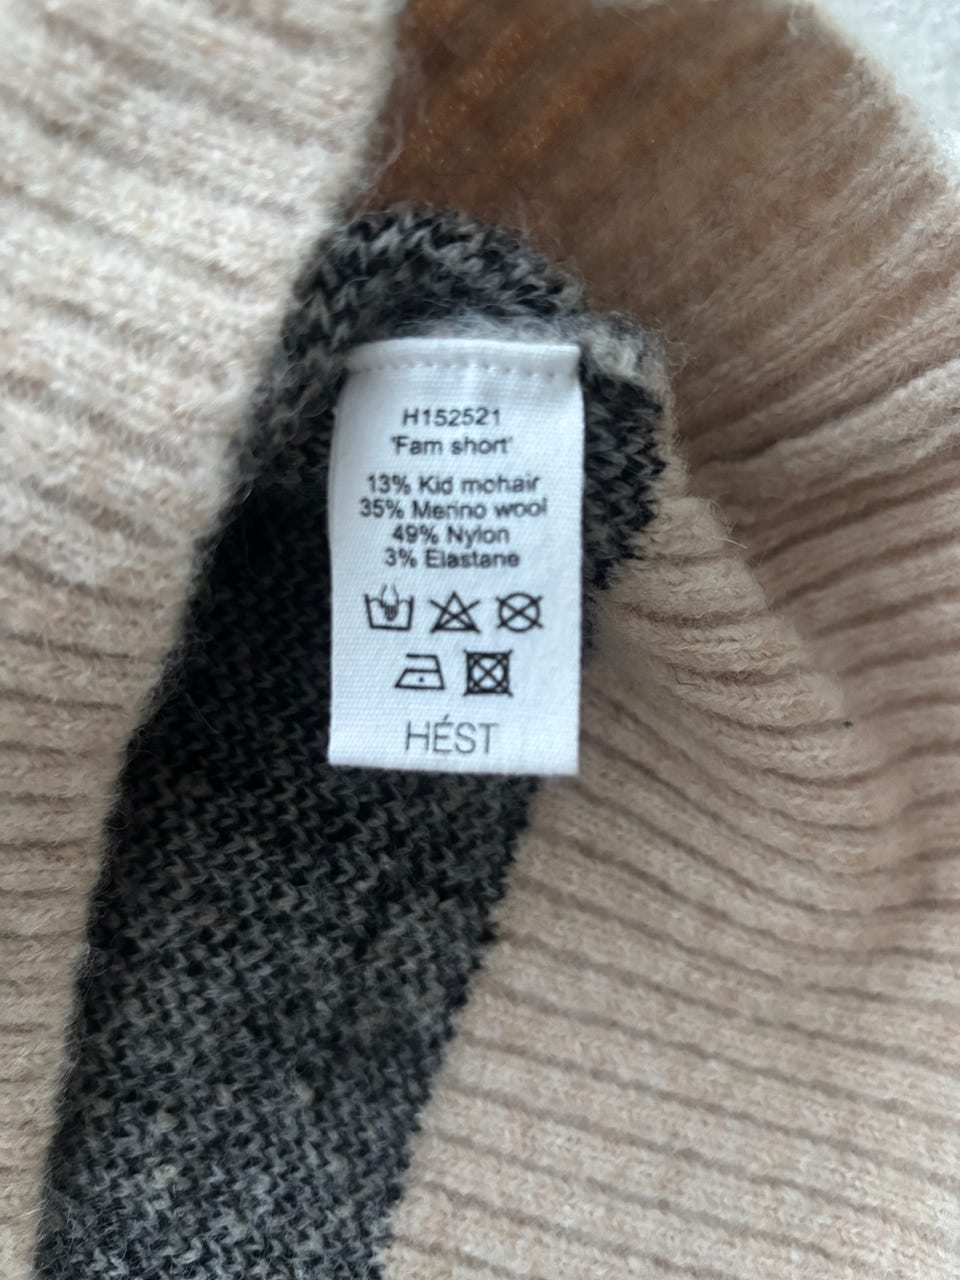 H152521
'Fam short'
13% Kid mohair
35% Merino wool
49% Nylon
3% Elastane
HÉST